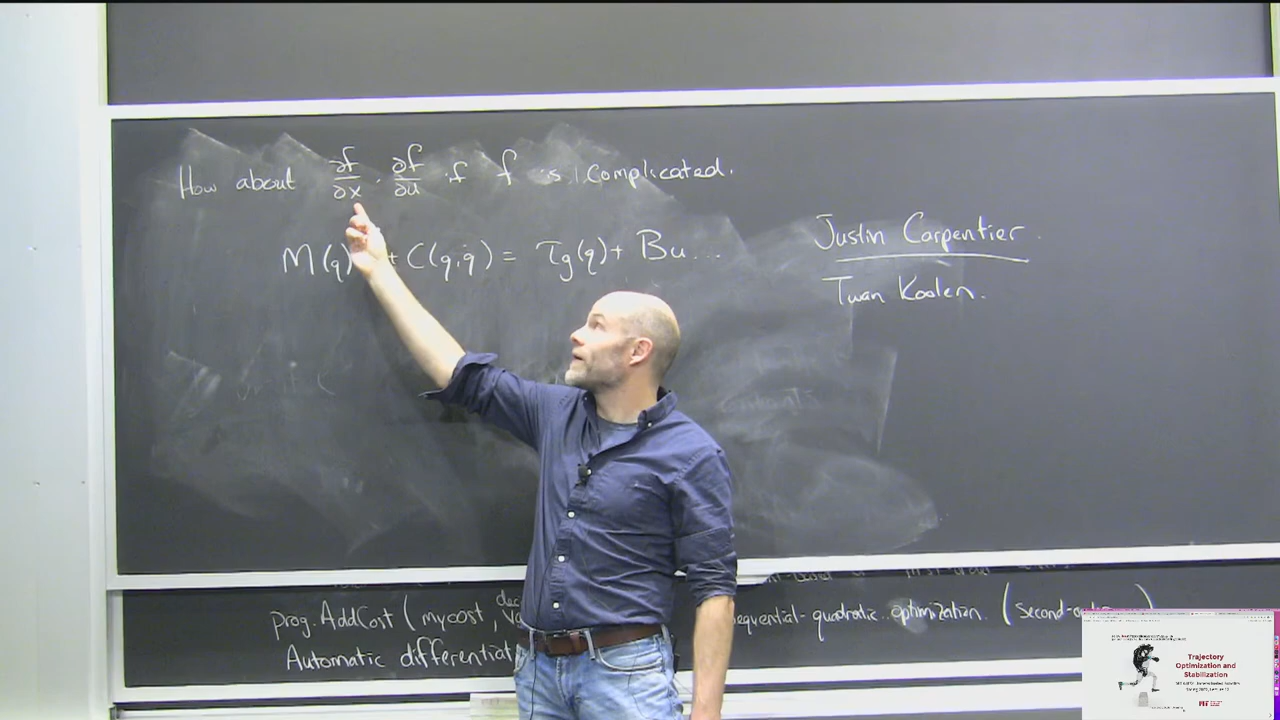 How about ∂f/∂x, ∂f/∂u if f is complicated.
M(q) + C(q,q̇) = τg(q) + Bu...
Justin Carpentier
Twan Koolen.
prog.AddCost(mycost,
sequential-quadratic optimization. (second-order)
Automatic differentiat
Trajectory
Optimization and
Stabilization